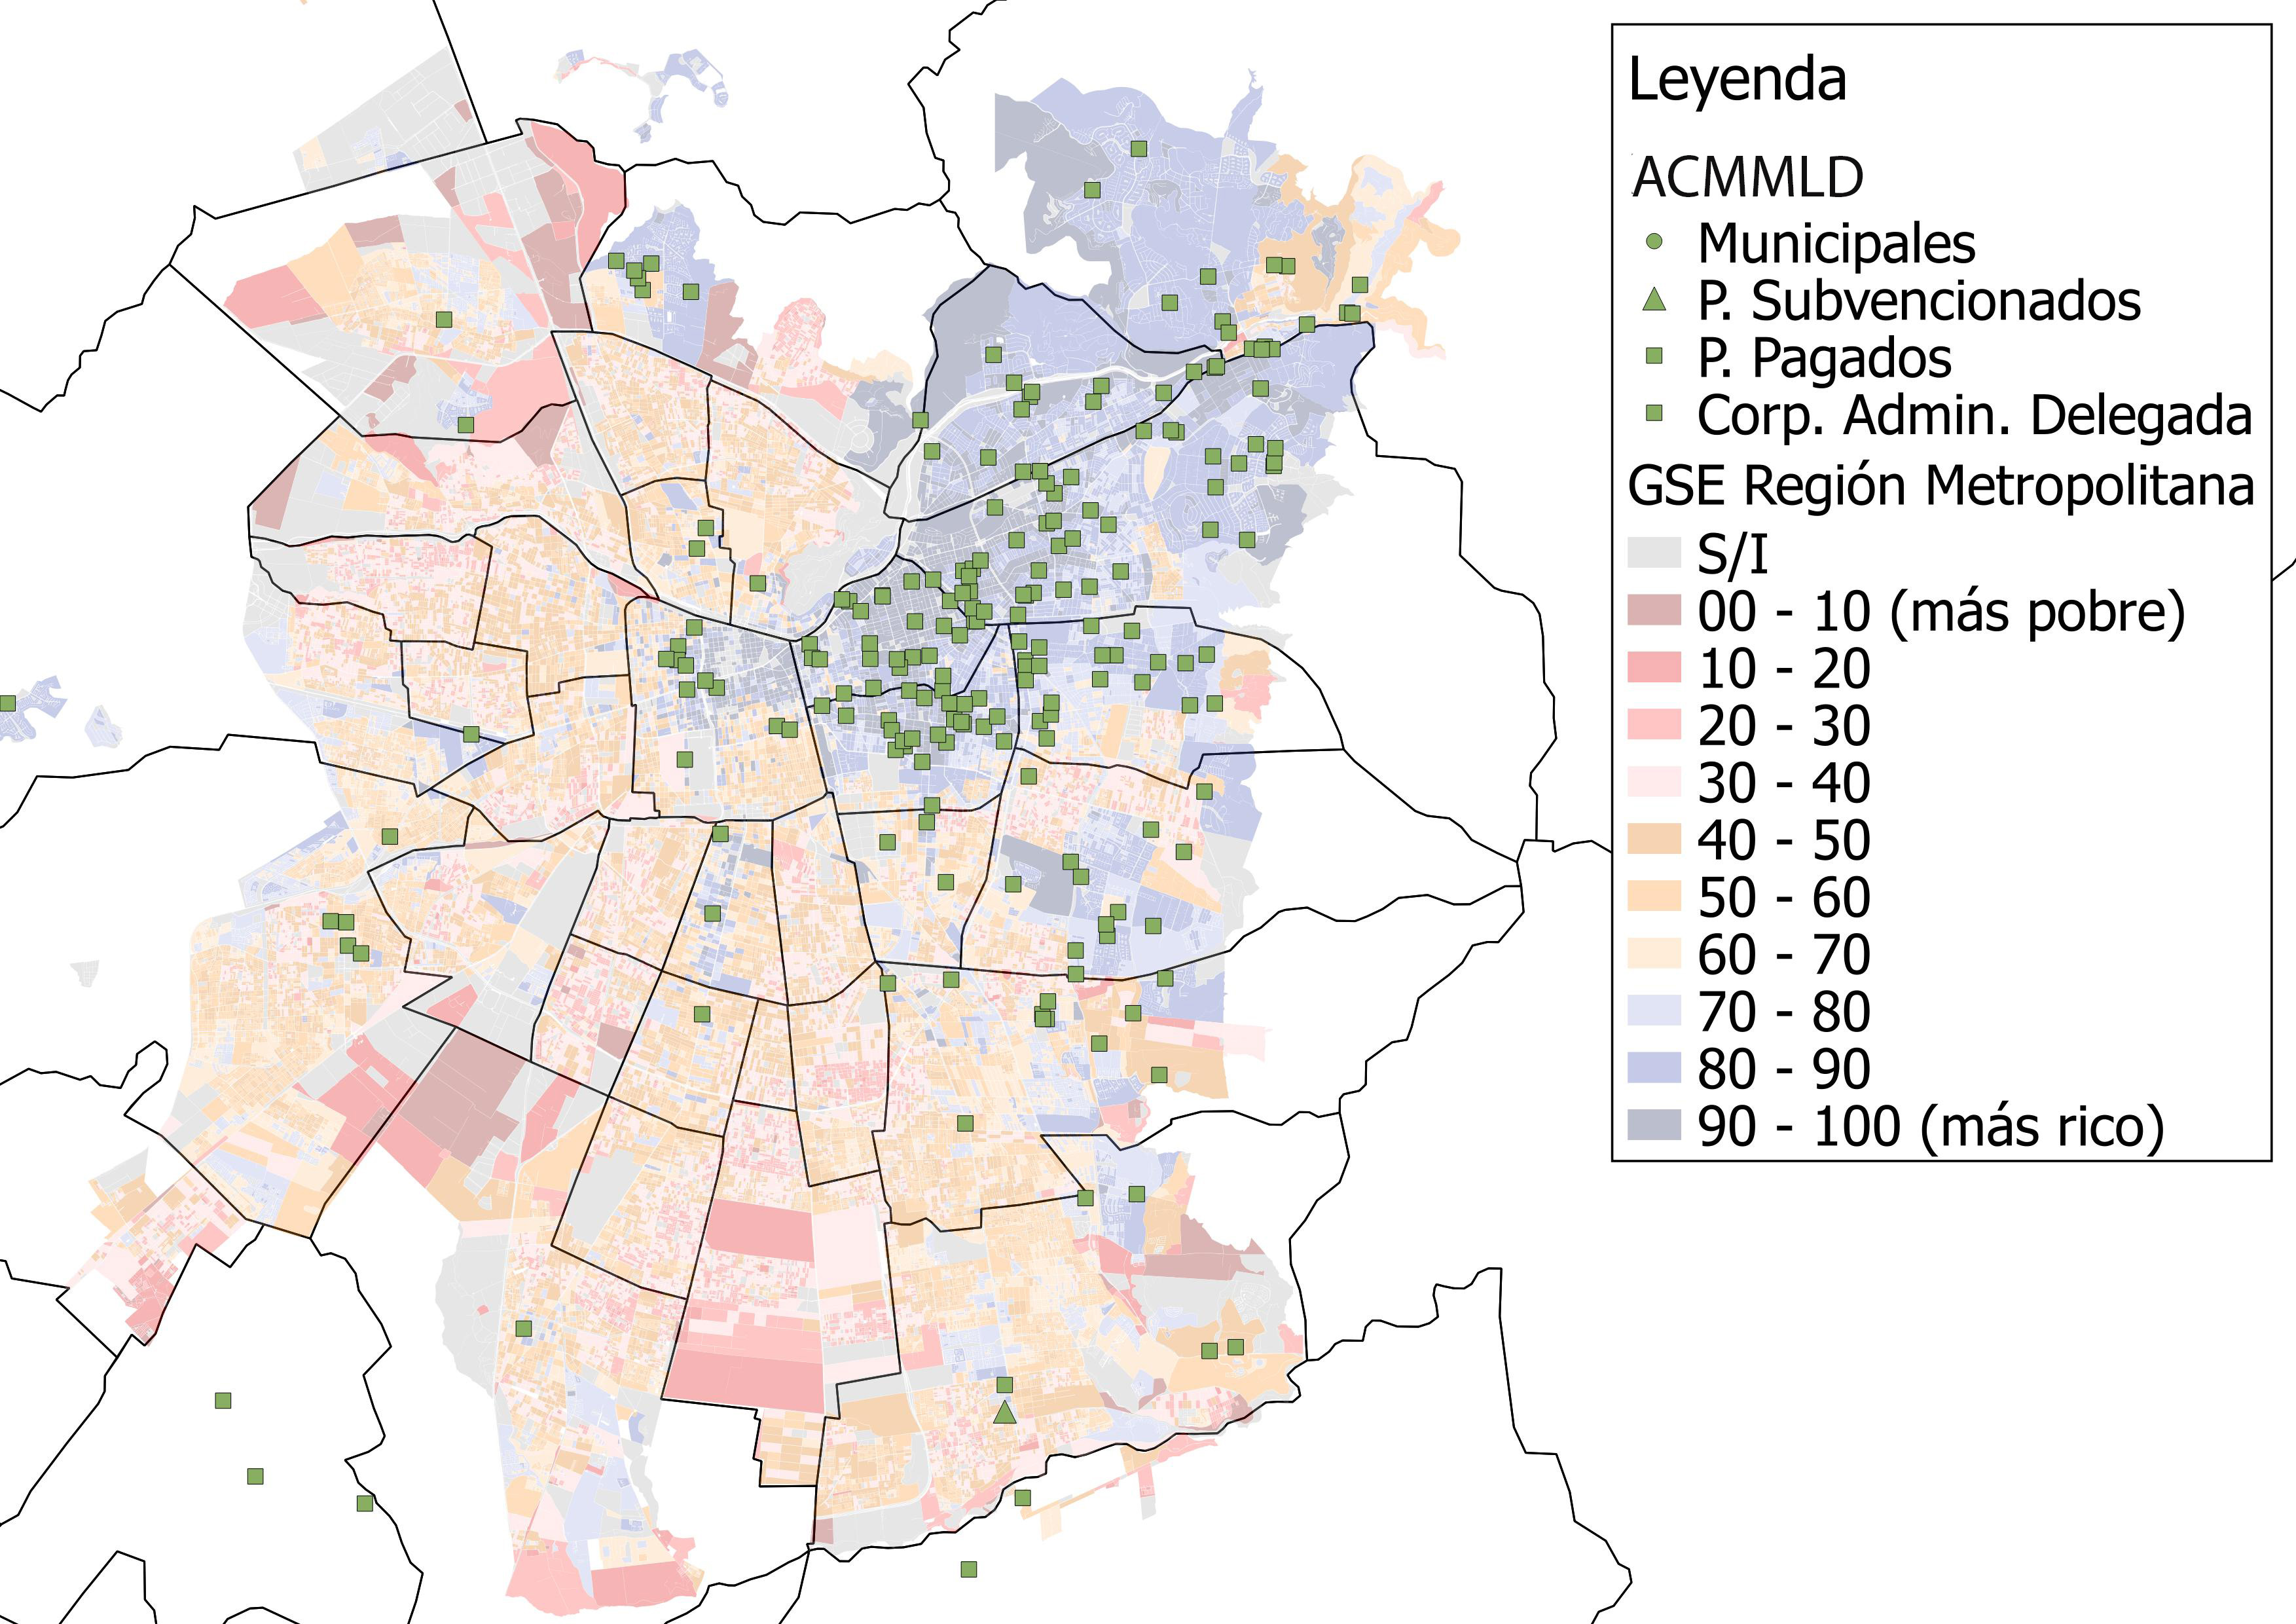 Leyenda
ACMMLD
Municipales
P. Subvencionados
P. Pagados
Corp. Admin. Delegada
GSE Región Metropolitana
S/I
00 - 10 (más pobre)
10 - 20
20 - 30
30 - 40
40 - 50
50 - 60
60 - 70
70 - 80
80 - 90
90 - 100 (más rico)